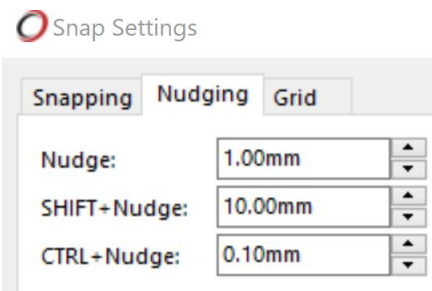 Snap Settings
Snapping Nudging Grid
Nudge: 1.00mm
SHIFT+Nudge: 10.00mm
CTRL+Nudge: 0.10mm